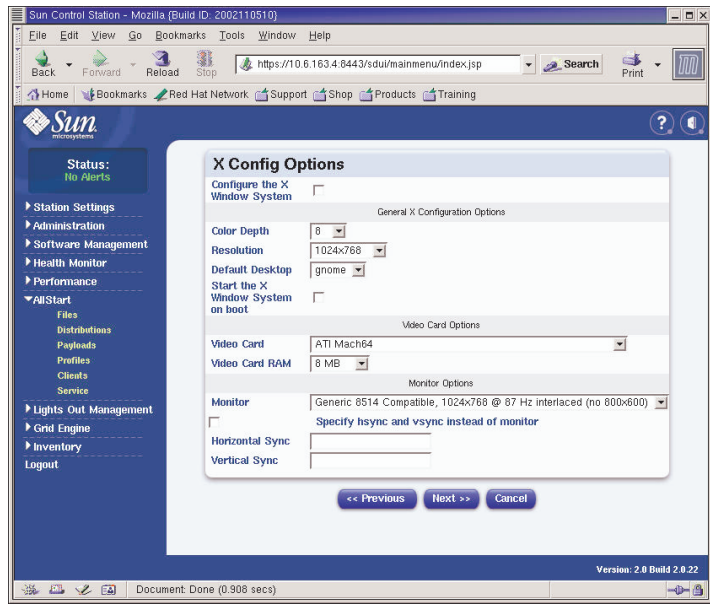 Sun Control Station - Mozilla {Build ID: 2002110510}
File Edit View Go Bookmarks Tools Window Help
Back Forward Reload Stop https://10.6.163.4:8443/sdui/mainmenu/index.jsp Search Print
Home Bookmarks Red Hat Network Support Shop Products Training
Sun
microsystems
Status:
No Alerts
Station Settings
Administration
Software Management
Health Monitor
Performance
AllStart
Files
Distributions
Payloads
Profiles
Clients
Service
Lights Out Management
Grid Engine
Inventory
Logout
X Config Options
Configure the X
Window System
General X Configuration Options
Color Depth 8
Resolution 1024x768
Default Desktop gnome
Start the X
Window System
on boot
Video Card Options
Video Card ATI Mach64
Video Card RAM 8 MB
Monitor Options
Monitor Generic 8514 Compatible, 1024x768 @ 87 Hz interlaced (no 800x600)
Specify hsync and vsync instead of monitor
Horizontal Sync
Vertical Sync
<< Previous Next >> Cancel
Version: 2.0 Build 2.0.22
Document: Done (0.908 secs)